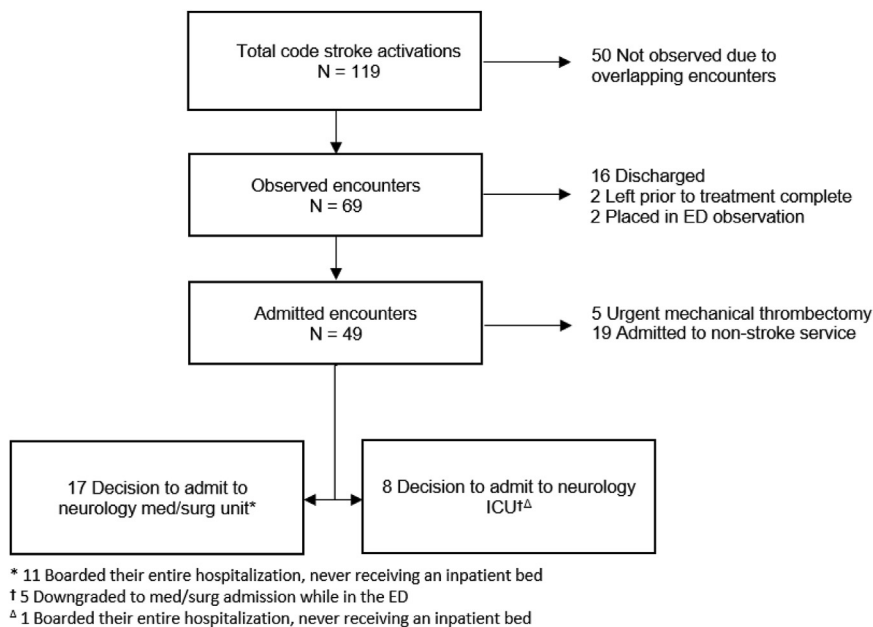 Total code stroke activations
N = 119
50 Not observed due to
overlapping encounters
Observed encounters
N = 69
16 Discharged
2 Left prior to treatment complete
2 Placed in ED observation
Admitted encounters
N = 49
5 Urgent mechanical thrombectomy
19 Admitted to non-stroke service
17 Decision to admit to
neurology med/surg unit*
8 Decision to admit to neurology
ICU†Δ
* 11 Boarded their entire hospitalization, never receiving an inpatient bed
† 5 Downgraded to med/surg admission while in the ED
Δ 1 Boarded their entire hospitalization, never receiving an inpatient bed